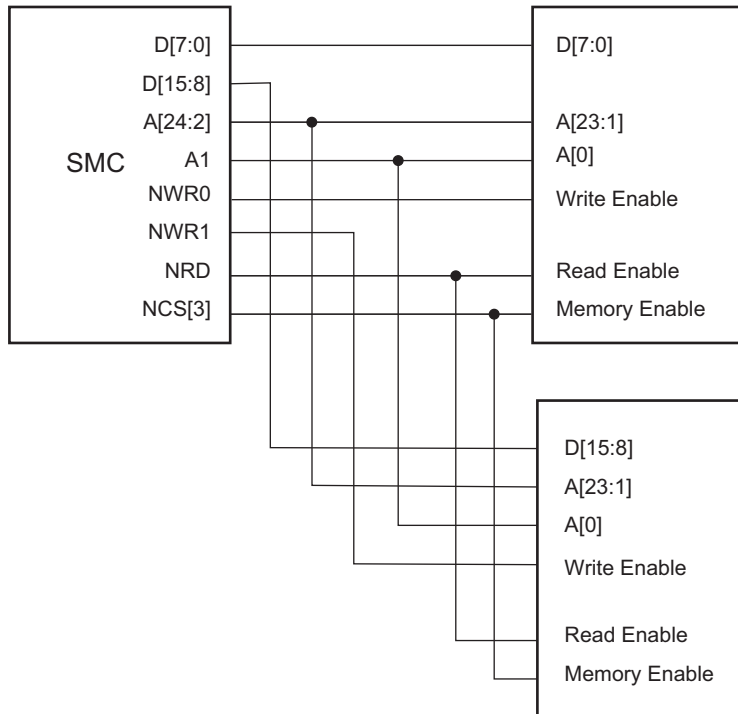 D[7:0]
D[15:8]
A[24:2]
A1
SMC
NWR0
NWR1
NRD
NCS[3]
D[7:0]
A[23:1]
A[0]
Write Enable
Read Enable
Memory Enable
D[15:8]
A[23:1]
A[0]
Write Enable
Read Enable
Memory Enable